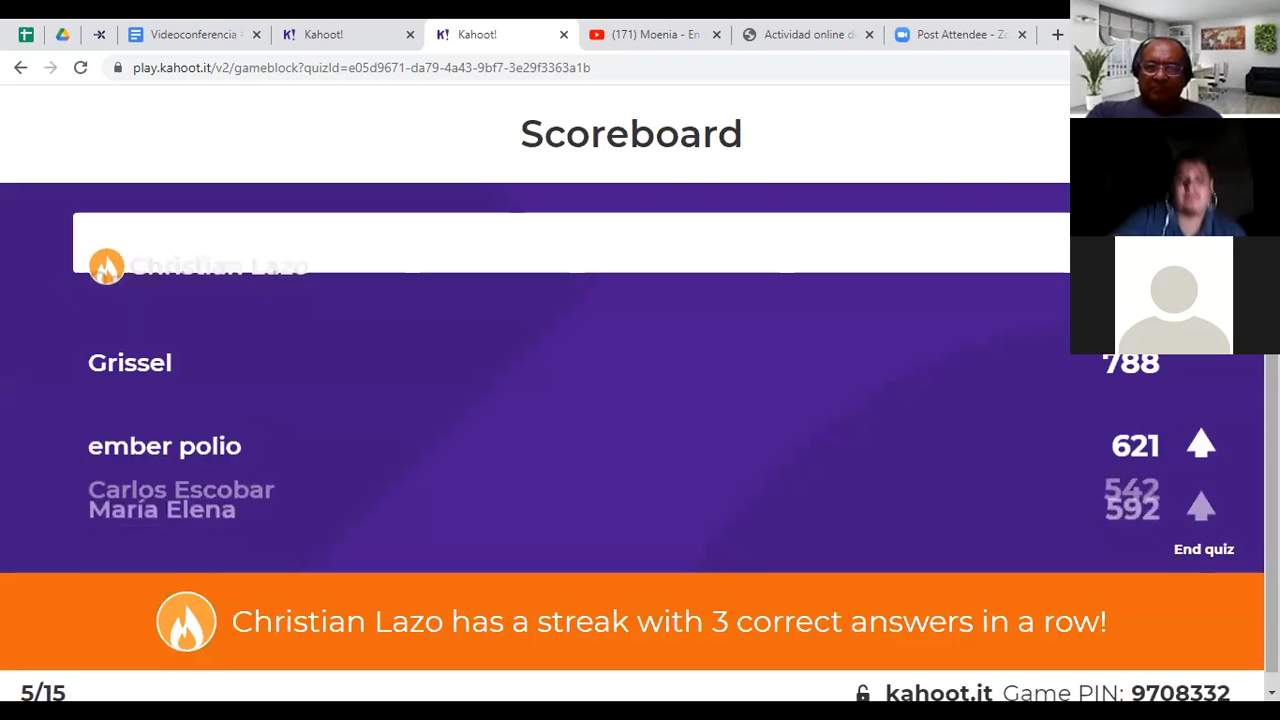 Videoconferencia
Kahoot!
Kahoot!
(171) Moenia - En
Actividad online de
Post Attendee - Zo
play.kahoot.it/v2/gameblock?quizId=e05d9671-da79-4a43-9bf7-3e29f3363a1b
Scoreboard
Christian Lazo
Grissel 788
ember polio 621
Carlos Escobar 542
María Elena 592
End quiz
Christian Lazo has a streak with 3 correct answers in a row!
5/15 kahoot.it Game PIN: 9708332